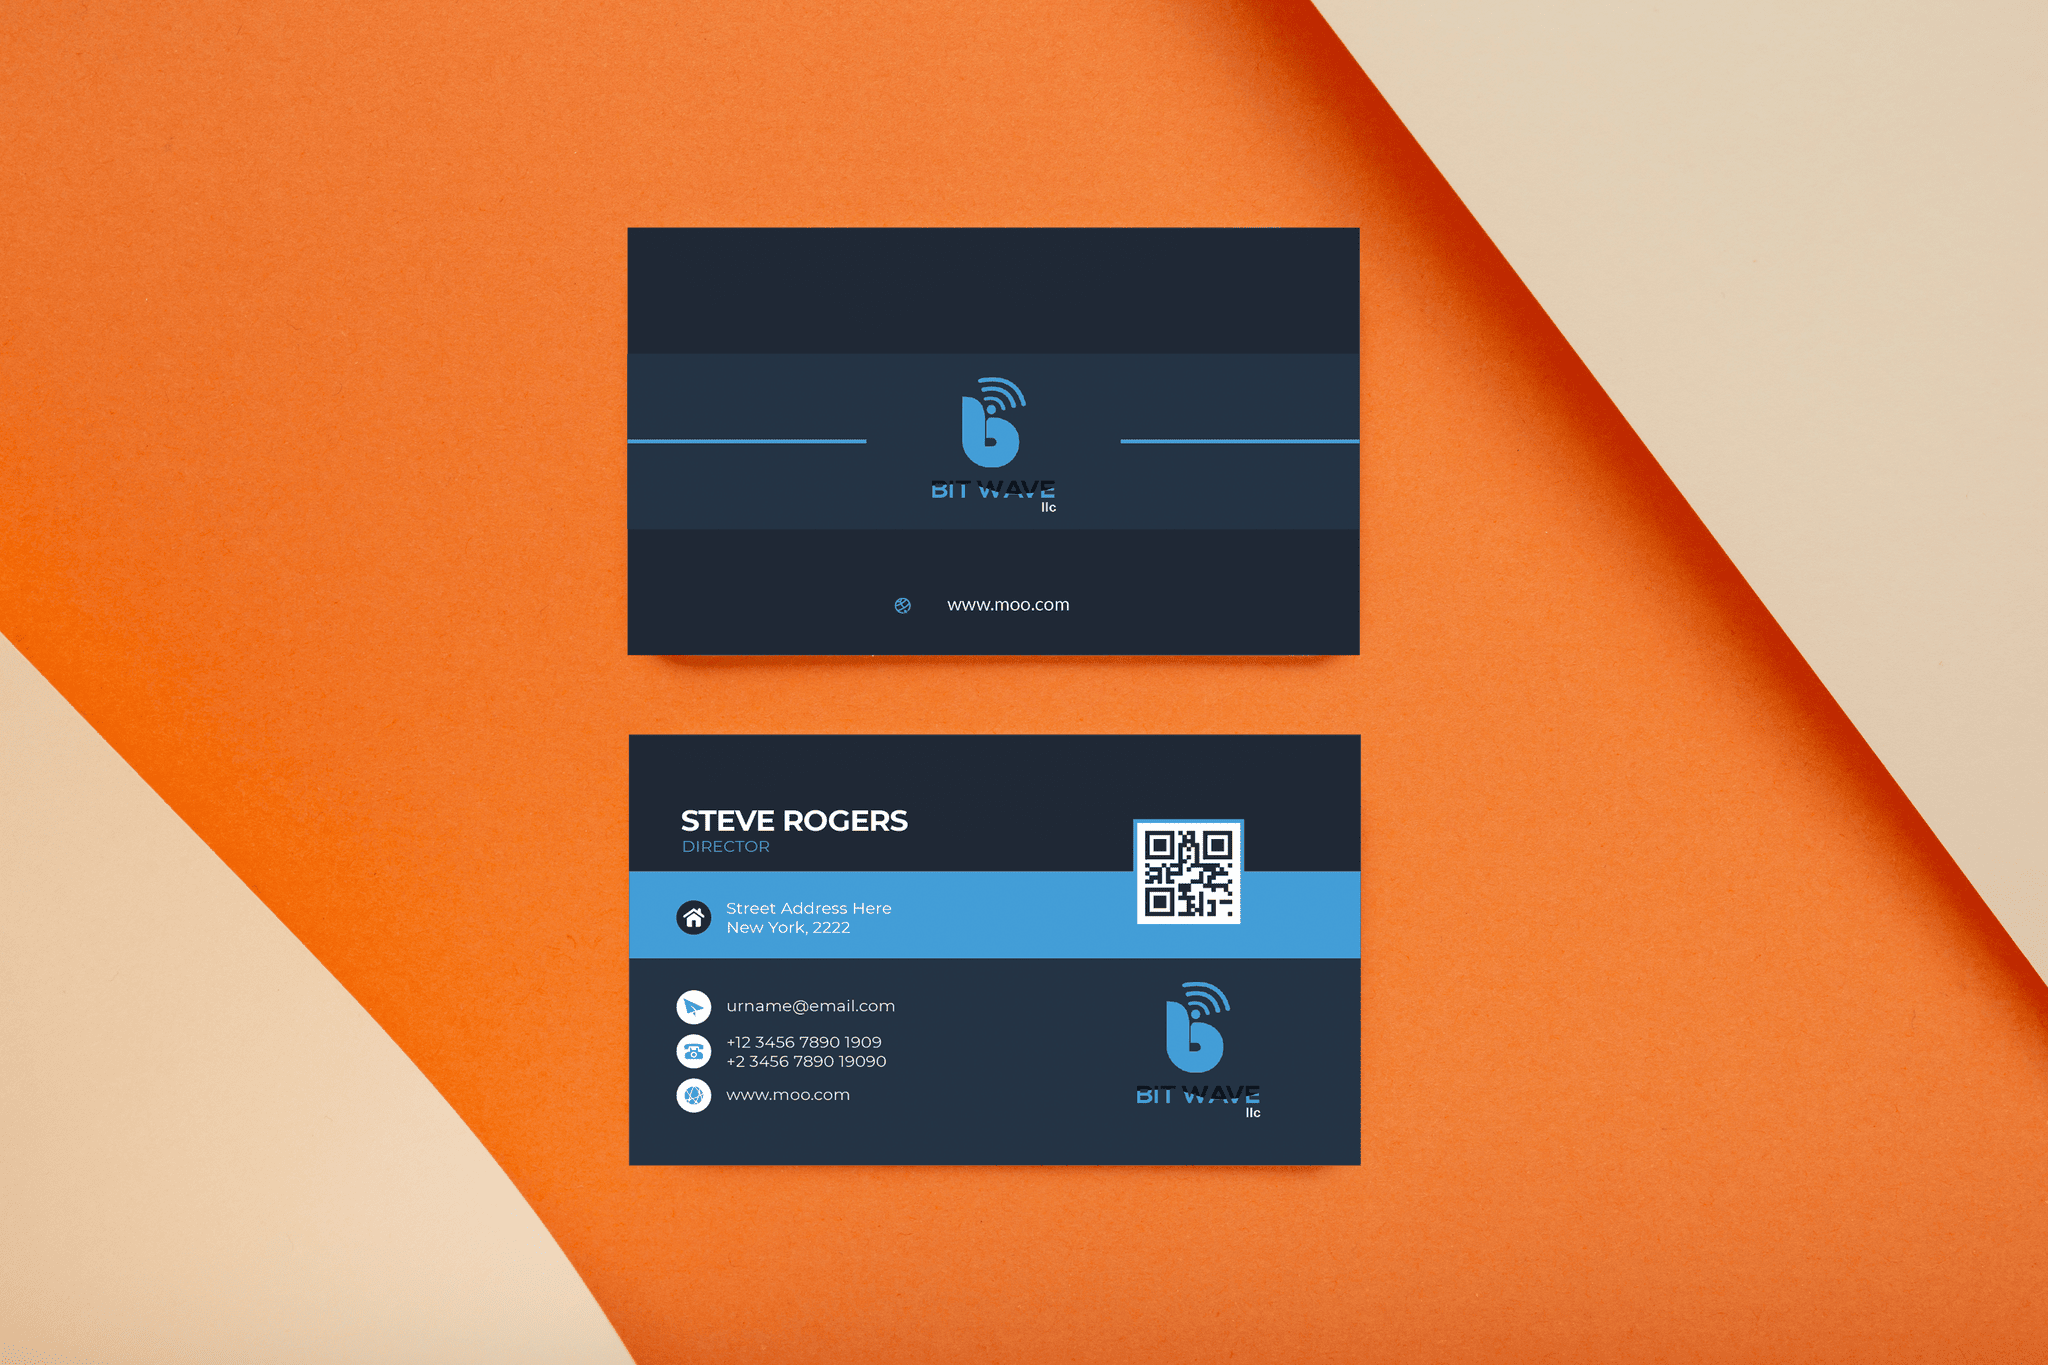 BIT WAVE
llc
www.moo.com
STEVE ROGERS
DIRECTOR
Street Address Here
New York, 2222
urname@email.com
+12 3456 7890 1909
+2 3456 7890 19090
www.moo.com
BIT WAVE
llc